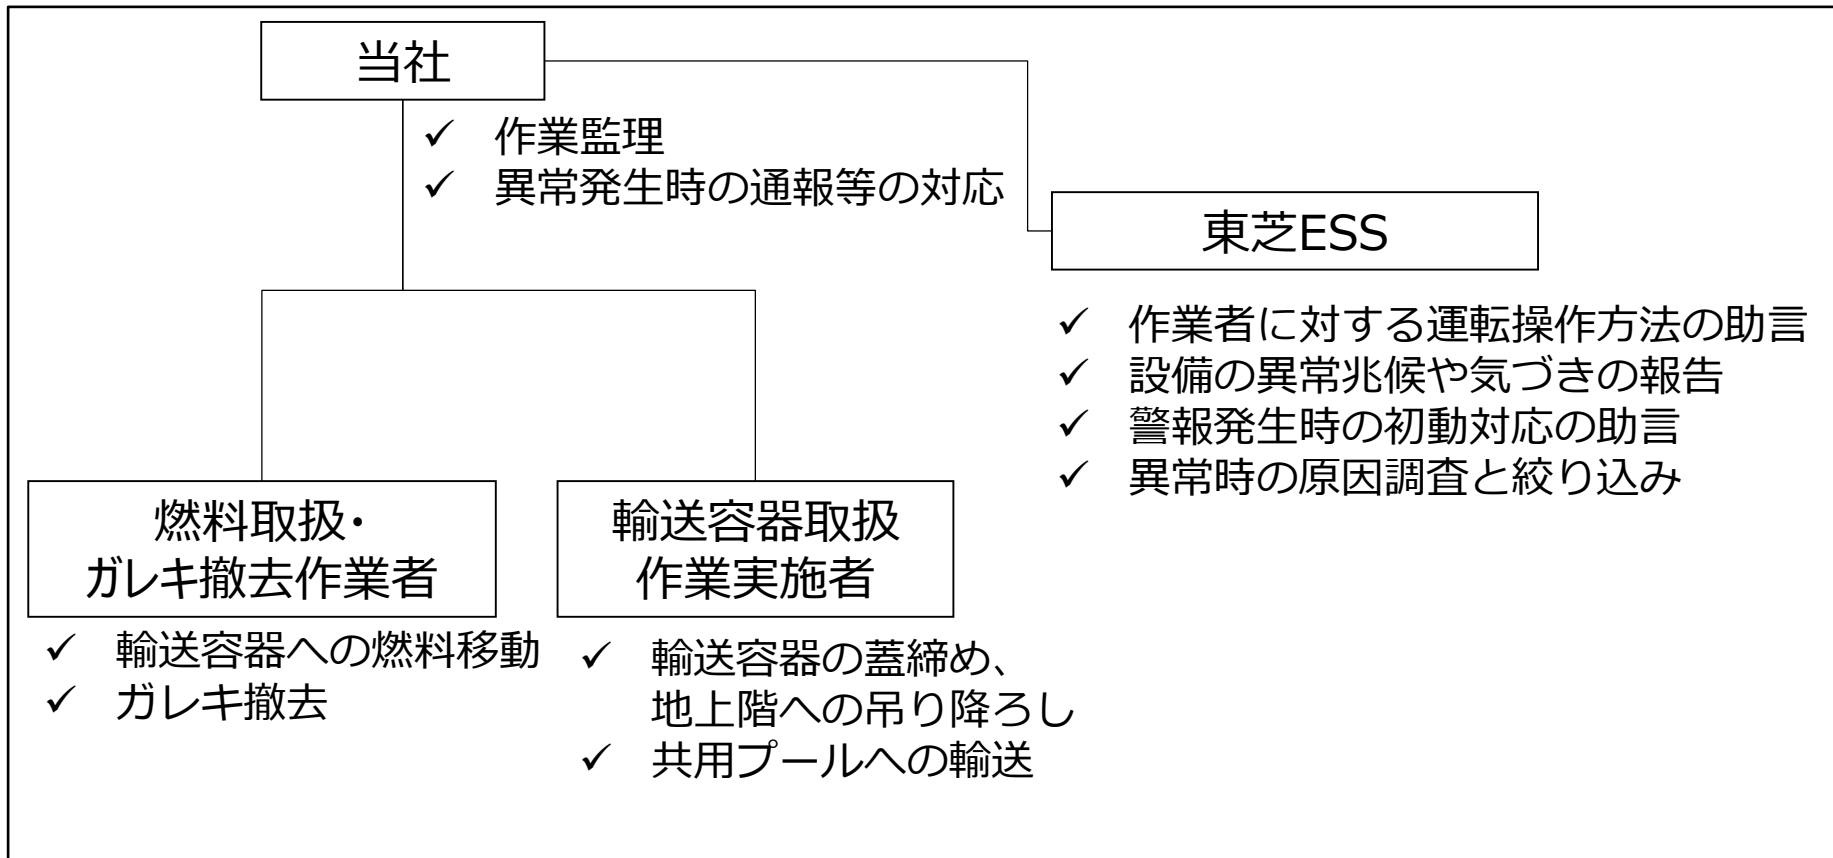 当社
✓ 作業監理
✓ 異常発生時の通報等の対応
東芝ESS
✓ 作業者に対する運転操作方法の助言
✓ 設備の異常兆候や気づきの報告
✓ 警報発生時の初動対応の助言
✓ 異常時の原因調査と絞り込み
燃料取扱・
ガレキ撤去作業者
✓ 輸送容器への燃料移動
✓ ガレキ撤去
輸送容器取扱
作業実施者
✓ 輸送容器の蓋締め、
地上階への吊り降ろし
✓ 共用プールへの輸送